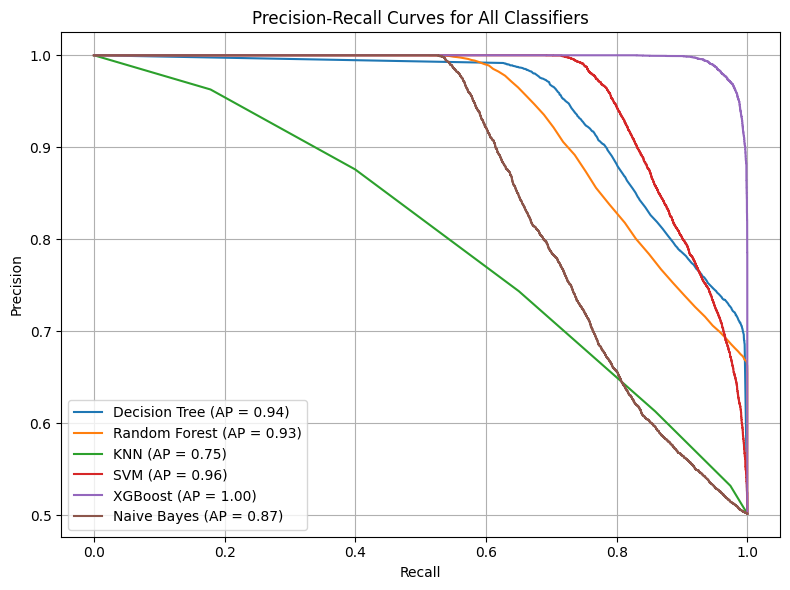 Precision-Recall Curves for All Classifiers
Precision
1.0
0.9
0.8
0.7
0.6
0.5
Decision Tree (AP = 0.94)
Random Forest (AP = 0.93)
KNN (AP = 0.75)
SVM (AP = 0.96)
XGBoost (AP = 1.00)
Naive Bayes (AP = 0.87)
0.0 0.2 0.4 0.6 0.8 1.0
Recall